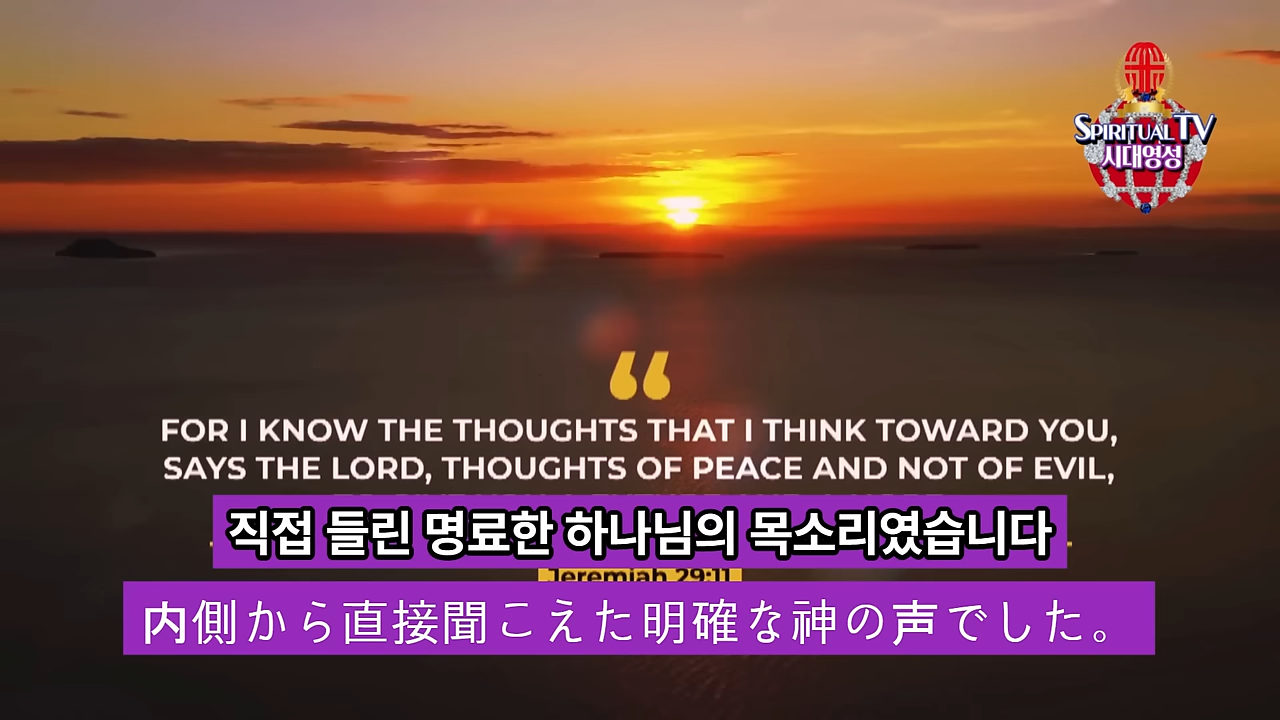 SPIRITUAL TV
시대영성
“
FOR I KNOW THE THOUGHTS THAT I THINK TOWARD YOU,
SAYS THE LORD, THOUGHTS OF PEACE AND NOT OF EVIL,
직접 들린 명료한 하나님의 목소리였습니다
Jeremiah 29:11
内側から直接聞こえた明確な神の声でした。